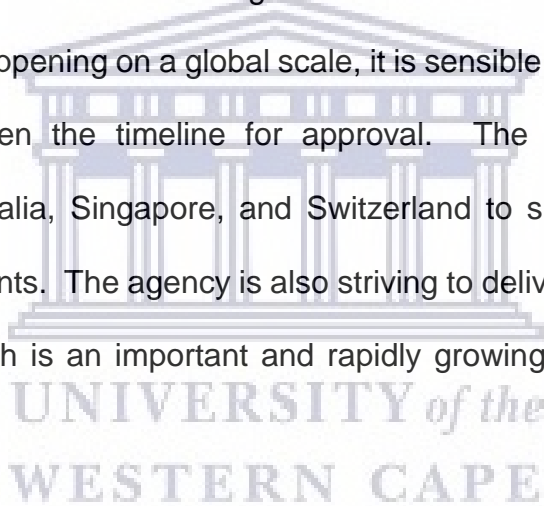 opening on a global scale, it is sensible
en the timeline for approval. The
alia, Singapore, and Switzerland to s
nts. The agency is also striving to deliv
h is an important and rapidly growing
UNIVERSITY of the
WESTERN CAPE